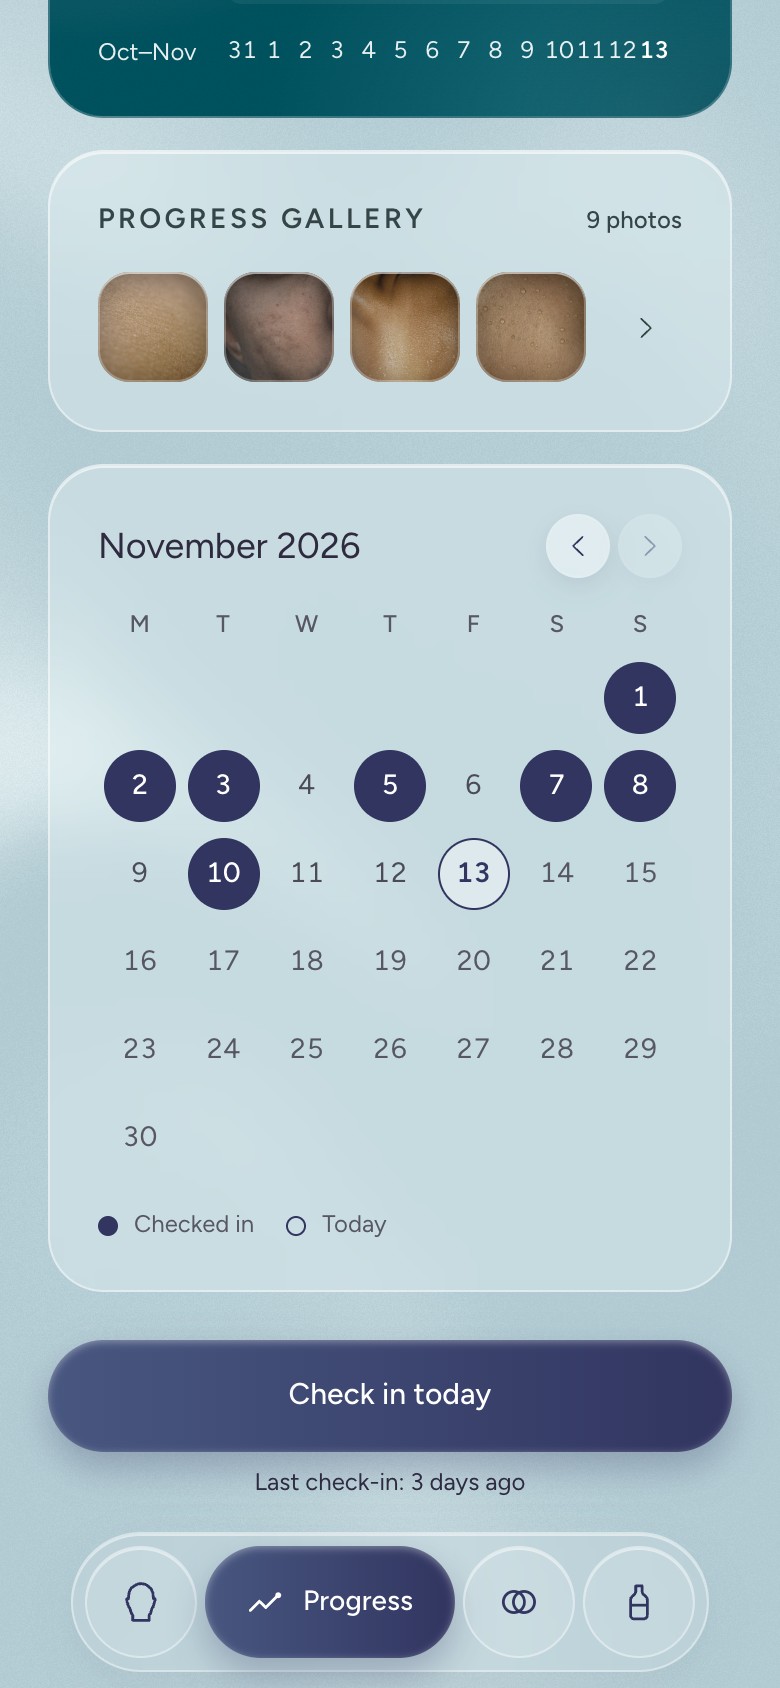 Oct–Nov 31 1 2 3 4 5 6 7 8 9 10 11 12 13
PROGRESS GALLERY 9 photos
November 2026
M T W T F S S
1
2 3 4 5 6 7 8
9 10 11 12 13 14 15
16 17 18 19 20 21 22
23 24 25 26 27 28 29
30
Checked in Today
Check in today
Last check-in: 3 days ago
Progress